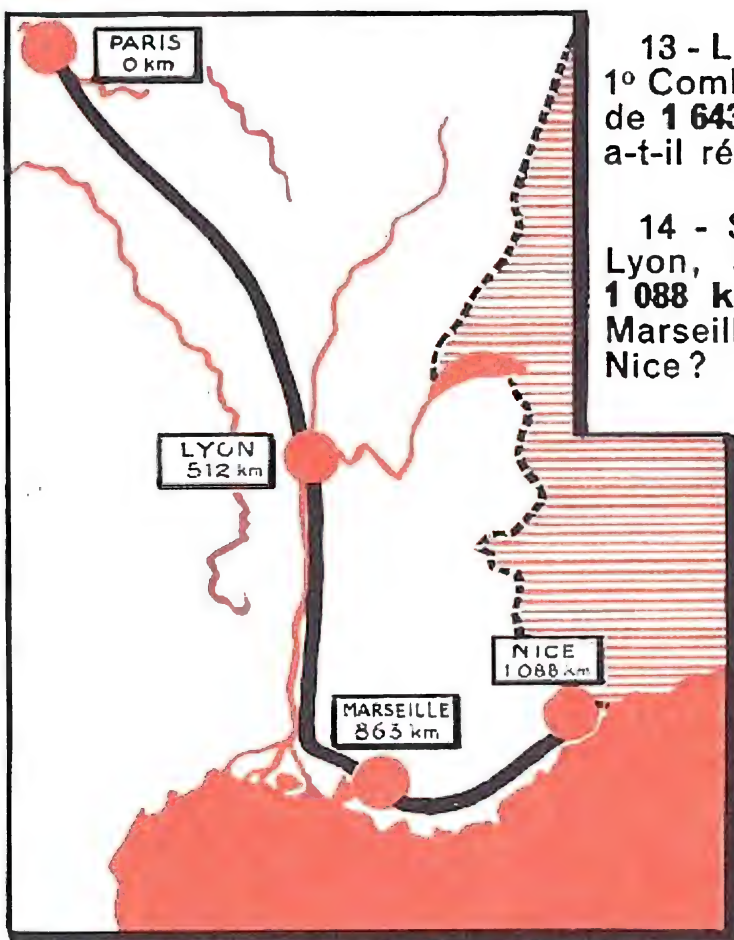 PARIS
0 km
LYON
512 km
NICE
1 088 km
MARSEILLE
863 km
13 - L
1º Comb
de 1 643
a-t-il ré
14 - S
Lyon,
1 088 k
Marseill
Nice ?